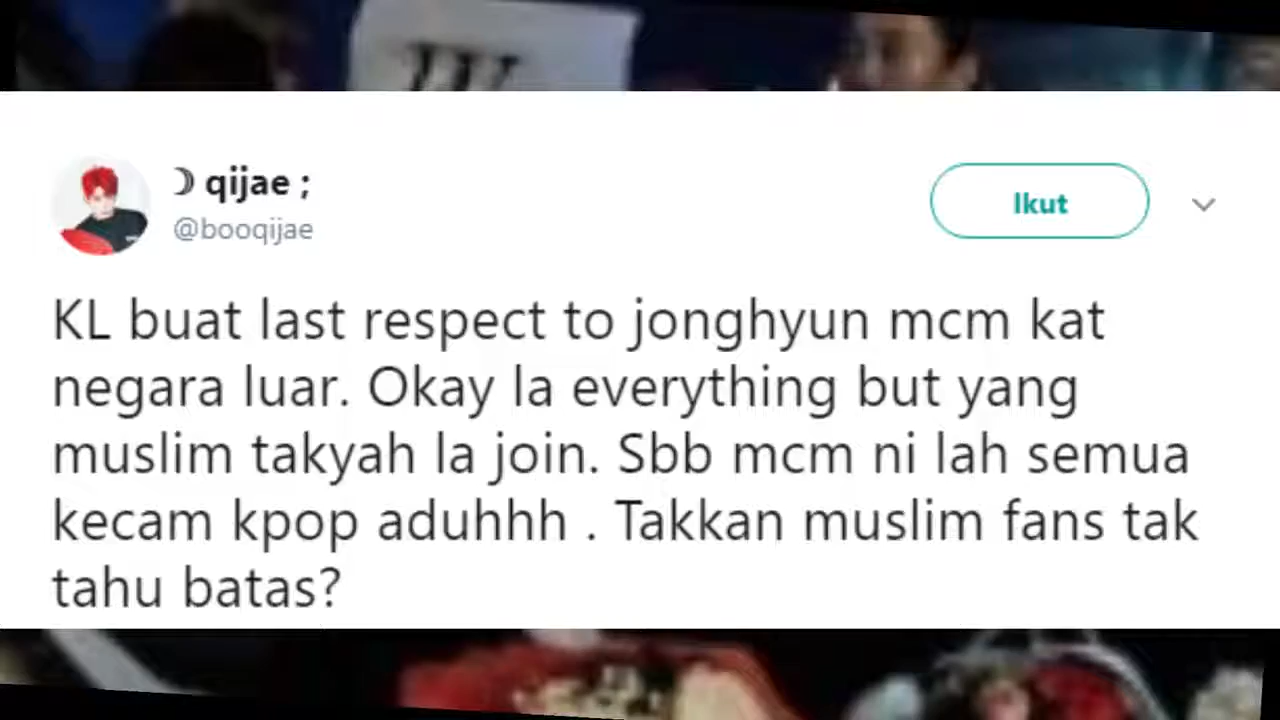 ☽ qijae ;
@booqijae
Ikut
KL buat last respect to jonghyun mcm kat
negara luar. Okay la everything but yang
muslim takyah la join. Sbb mcm ni lah semua
kecam kpop aduhhh . Takkan muslim fans tak
tahu batas?